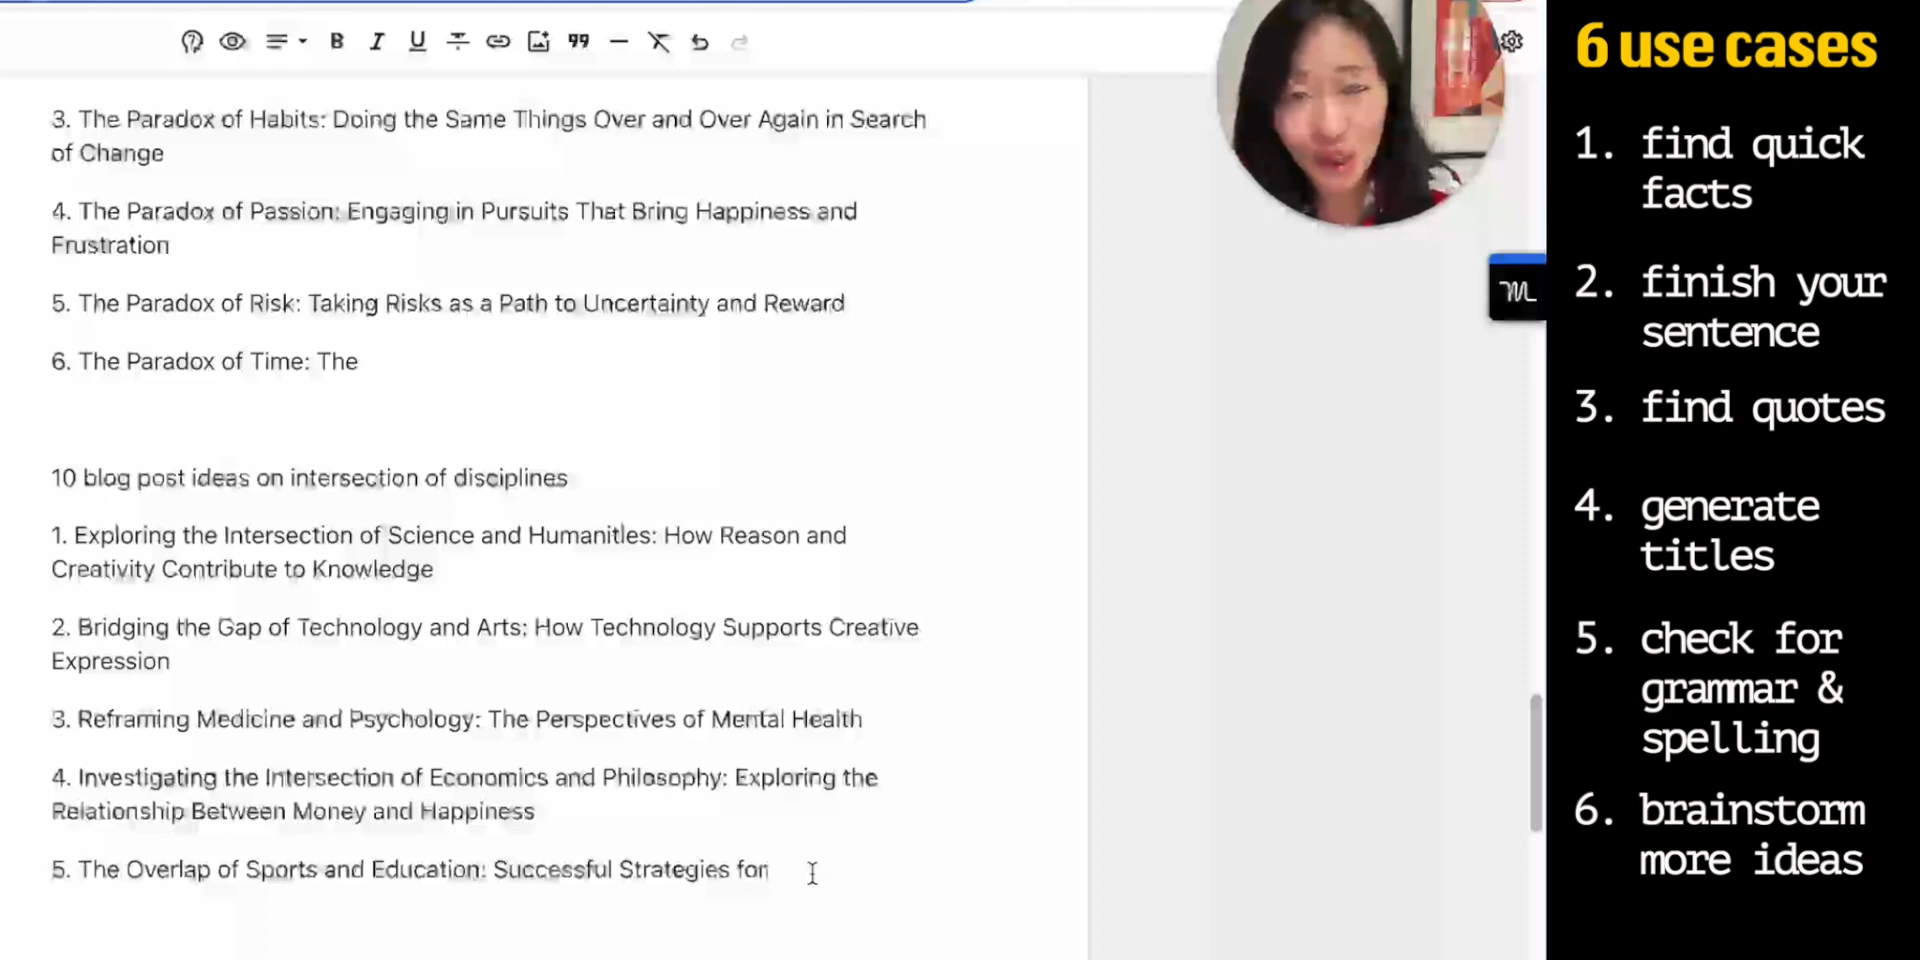 B I U 99
3. The Paradox of Habits: Doing the Same Things Over and Over Again in Search
of Change
4. The Paradox of Passion: Engaging in Pursuits That Bring Happiness and
Frustration
5. The Paradox of Risk: Taking Risks as a Path to Uncertainty and Reward
6. The Paradox of Time: The
10 blog post ideas on intersection of disciplines
1. Exploring the Intersection of Science and Humanities: How Reason and
Creativity Contribute to Knowledge
2. Bridging the Gap of Technology and Arts: How Technology Supports Creative
Expression
3. Reframing Medicine and Psychology: The Perspectives of Mental Health
4. Investigating the Intersection of Economics and Philosophy: Exploring the
Relationship Between Money and Happiness
5. The Overlap of Sports and Education: Successful Strategies for
6 use cases
1. find quick
facts
2. finish your
sentence
3. find quotes
4. generate
titles
5. check for
grammar &
spelling
6. brainstorm
more ideas